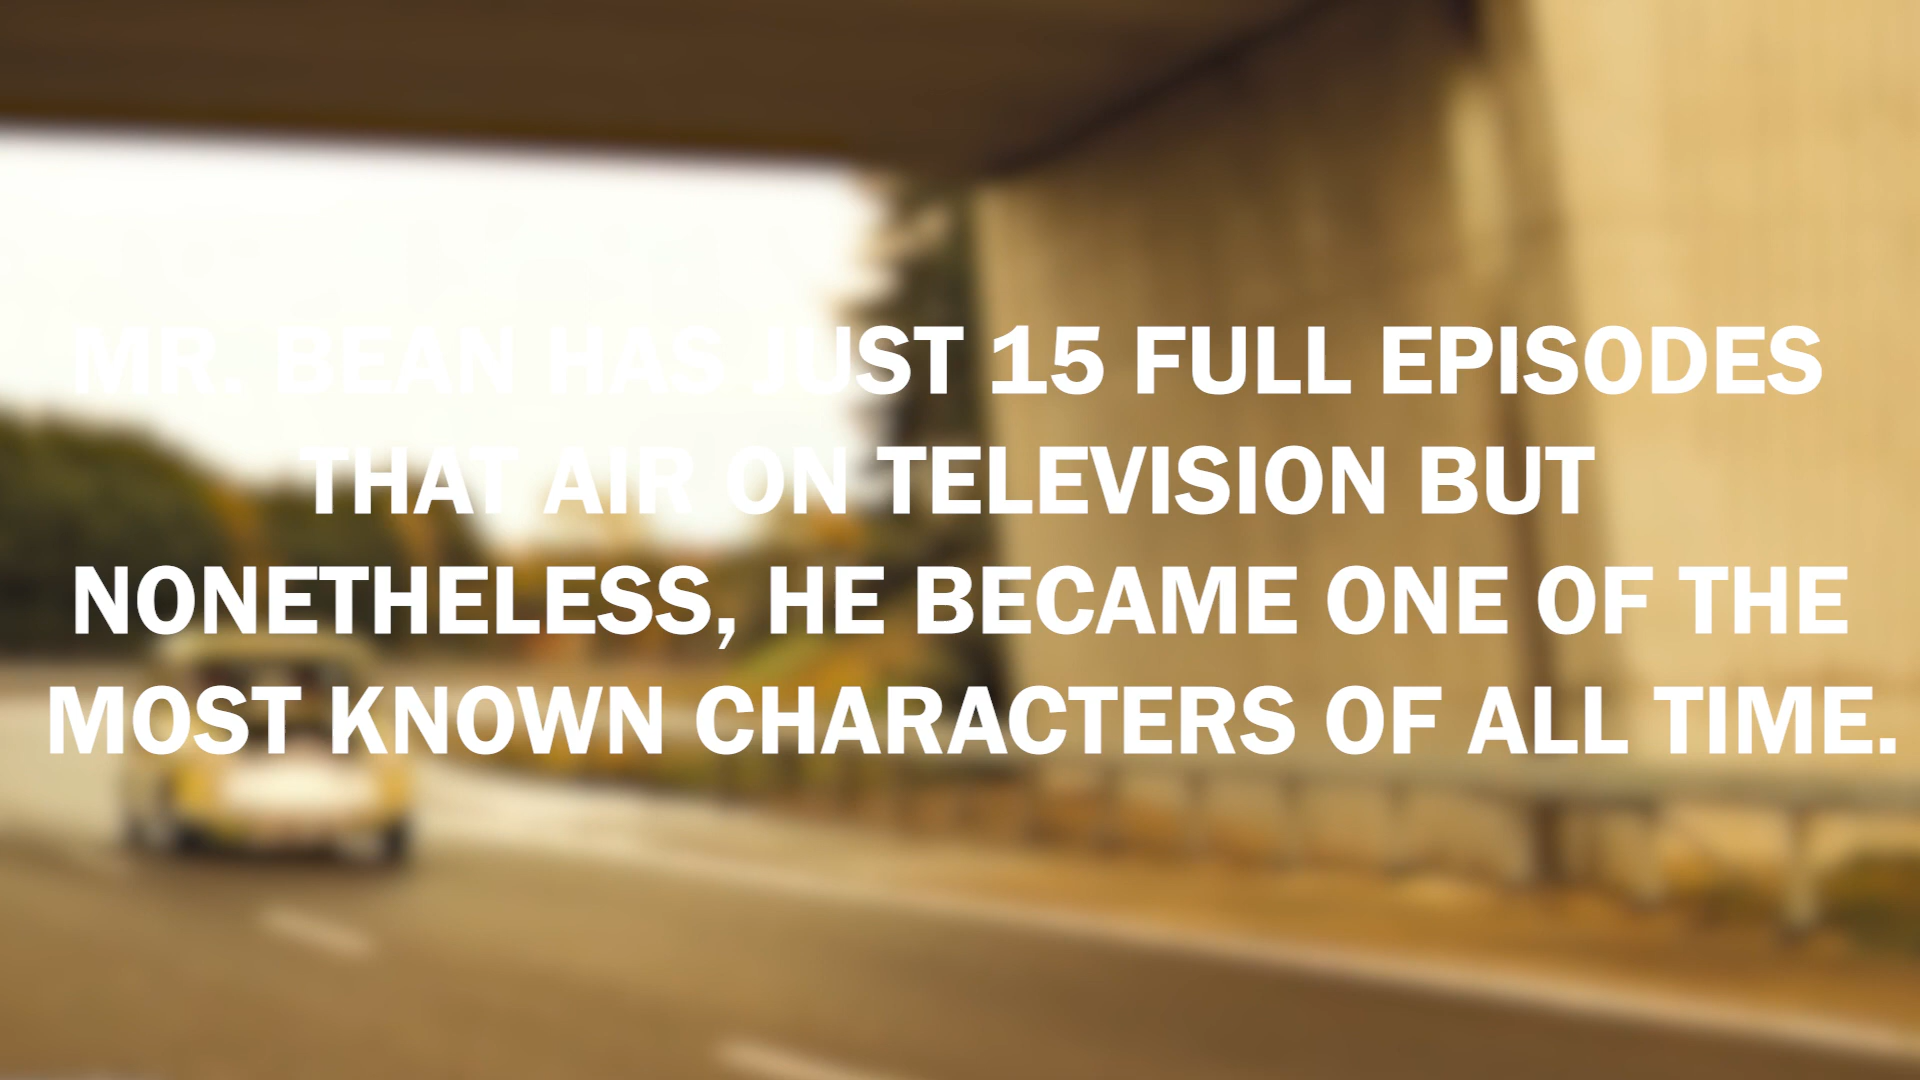 MR. BEAN HAS JUST 15 FULL EPISODES
THAT AIR ON TELEVISION BUT
NONETHELESS, HE BECAME ONE OF THE
MOST KNOWN CHARACTERS OF ALL TIME.